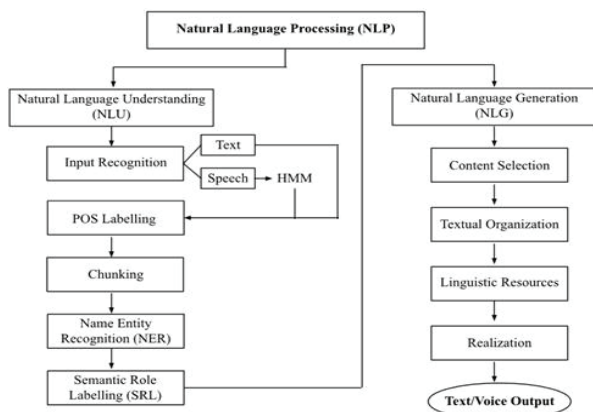 Natural Language Processing (NLP)
Natural Language Understanding
(NLU)
Input Recognition
Text
Speech
HMM
POS Labelling
Chunking
Name Entity
Recognition (NER)
Semantic Role
Labelling (SRL)
Natural Language Generation
(NLG)
Content Selection
Textual Organization
Linguistic Resources
Realization
Text/Voice Output